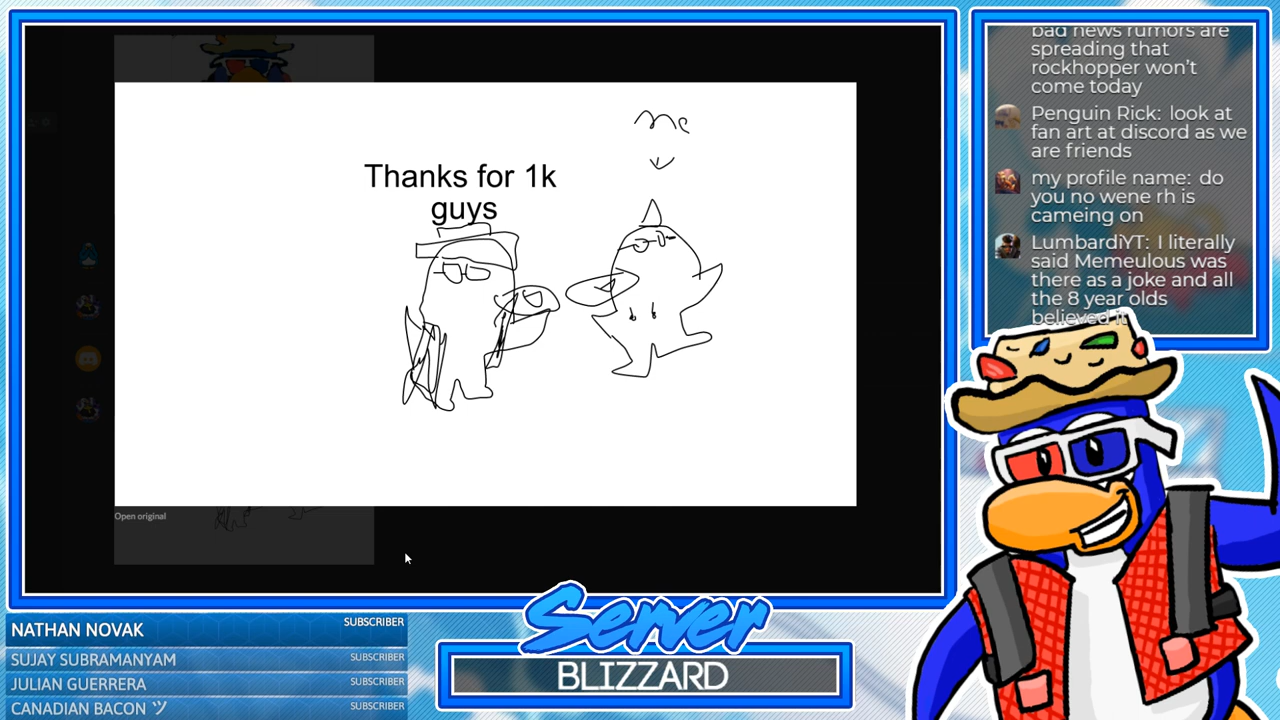 me
Thanks for 1k
guys
Open original
bad news rumors are
spreading that
rockhopper won't
come today
Penguin Rick: look at
fan art at discord as we
are friends
my profile name: do
you no wene rh is
cameing on
LumbardiYT: I literally
said Memeulous was
there as a joke and all
the 8 year olds
believed it
NATHAN NOVAK SUBSCRIBER
SUJAY SUBRAMANYAM SUBSCRIBER
JULIAN GUERRERA SUBSCRIBER
CANADIAN BACON ツ SUBSCRIBER
Server
BLIZZARD